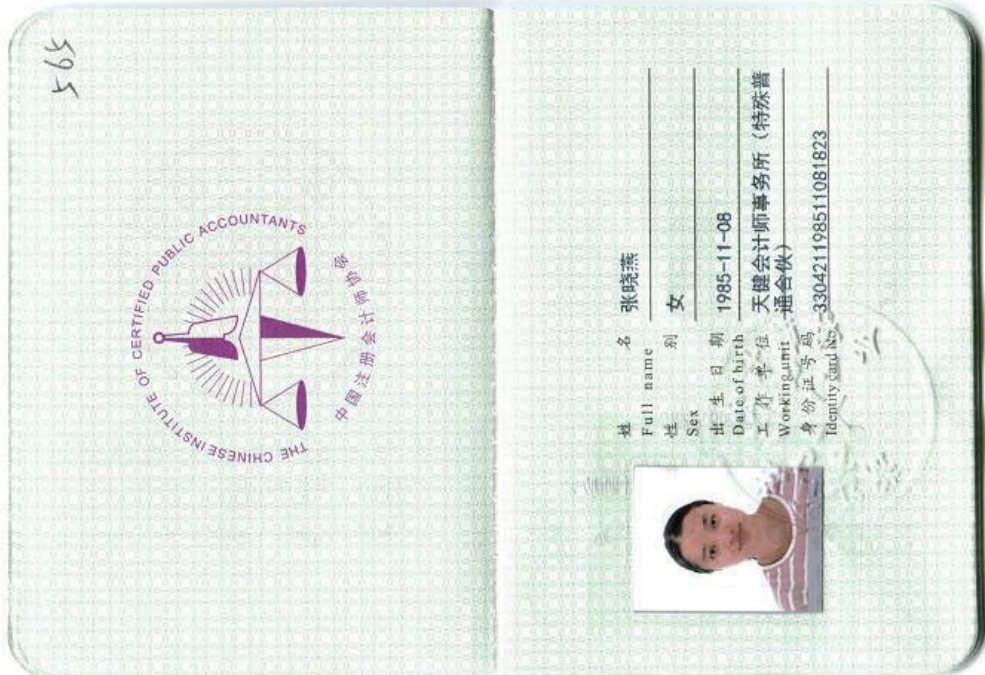 595
THE CHINESE INSTITUTE OF CERTIFIED PUBLIC ACCOUNTANTS
中国注册会计师协会
姓 名 张晓燕
Full name
性 别 女
Sex
出生日期 1985-11-08
Date of birth
工作单位 天健会计师事务所（特殊普
Working unit 通合伙）
身份证号码 330421198511081823
Identity card No.